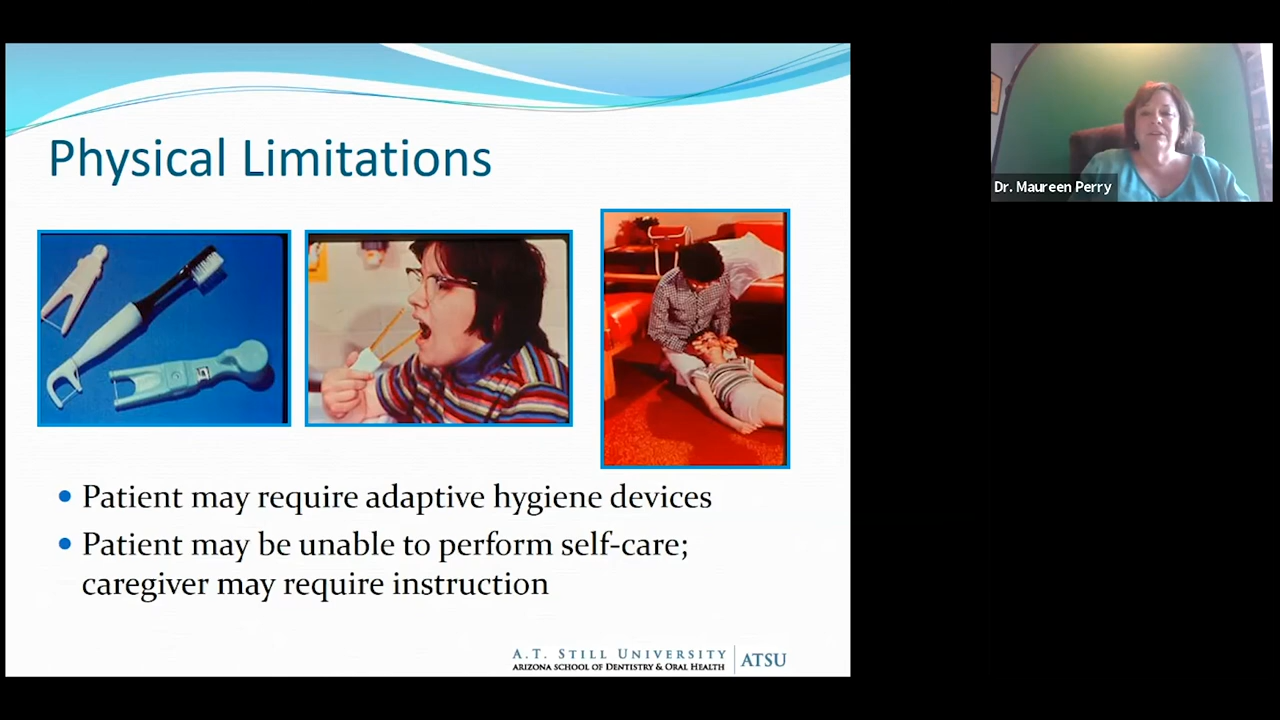 Physical Limitations
Dr. Maureen Perry
Patient may require adaptive hygiene devices
Patient may be unable to perform self-care;
caregiver may require instruction
A.T. STILL UNIVERSITY
ARIZONA SCHOOL OF DENTISTRY & ORAL HEALTH
ATSU